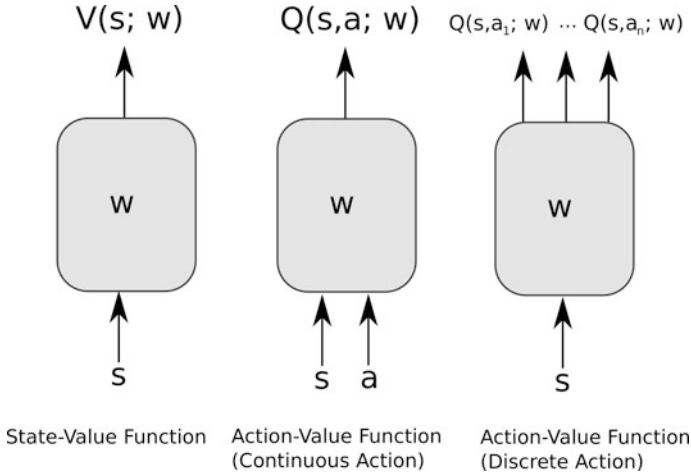 V(s; w)
Q(s,a; w)
Q(s,a₁; w) ··· Q(s,aₙ; w)
w
w
w
s
s a
s
State-Value Function
Action-Value Function
(Continuous Action)
Action-Value Function
(Discrete Action)